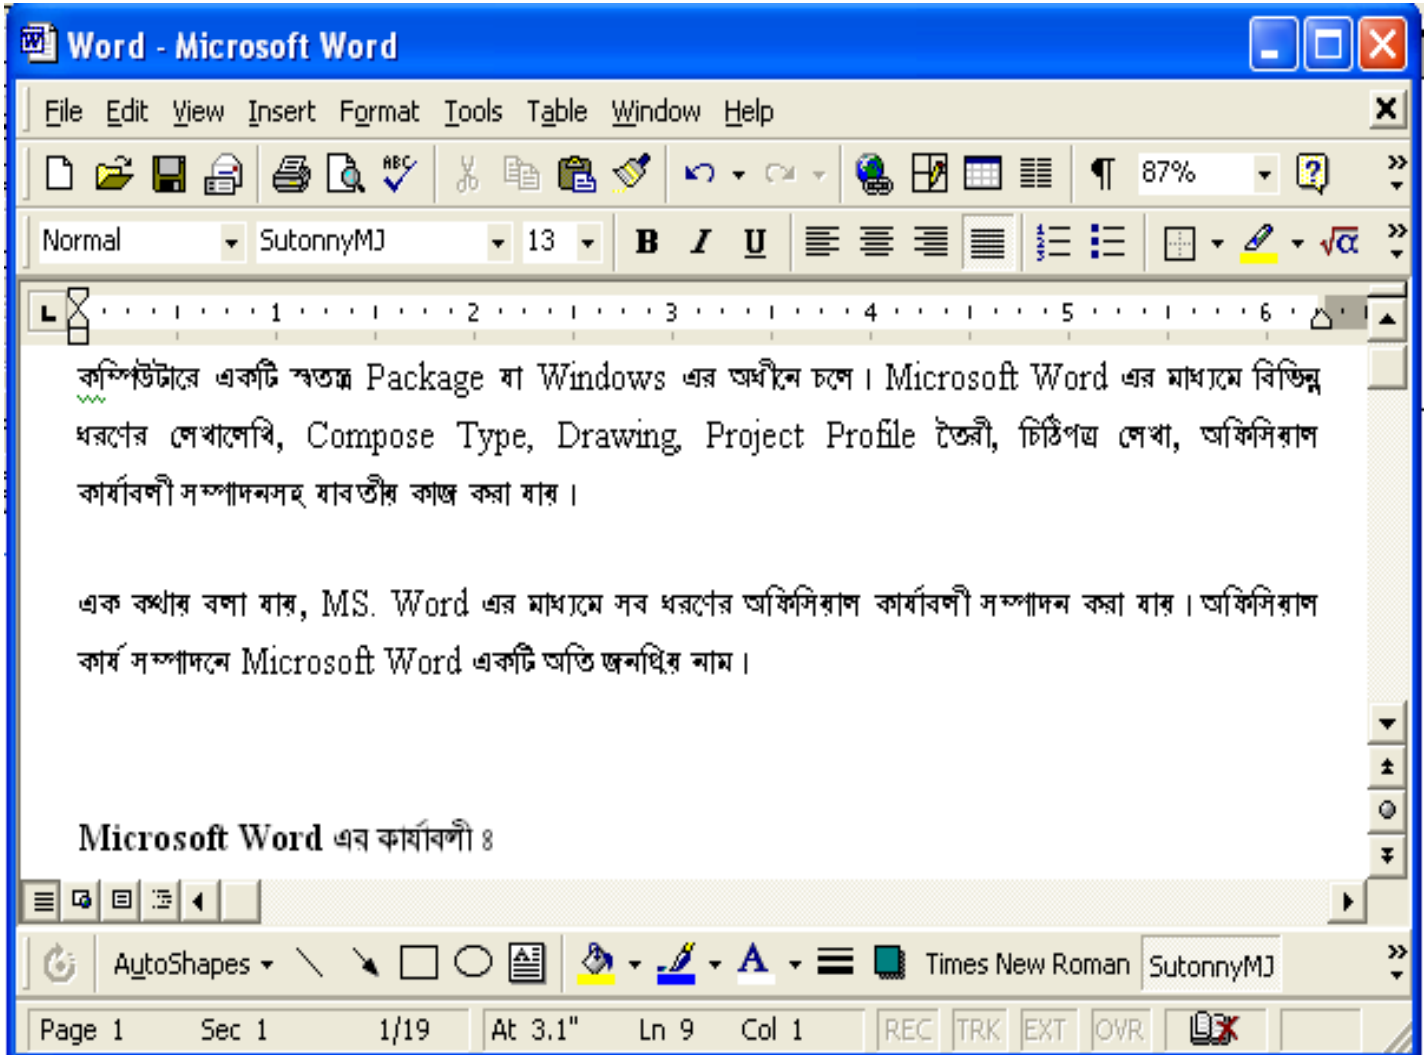 Word - Microsoft Word
File Edit View Insert Format Tools Table Window Help
ABC 87%
Normal SutonnyMJ 13 B I U √α
1 2 3 4 5 6
কম্পিউটারে একটি স্বতন্ত্র Package যা Windows এর অধীনে চলে। Microsoft Word এর মাধ্যমে বিভিন্ন
ধরণের লেখালেখি, Compose Type, Drawing, Project Profile তৈরী, চিঠিপত্র লেখা, অফিসিয়াল
কার্যাবলী সম্পাদনসহ যাবতীয় কাজ করা যায়।
এক কথায় বলা যায়, MS. Word এর মাধ্যমে সব ধরণের অফিসিয়াল কার্যাবলী সম্পাদন করা যায়। অফিসিয়াল
কার্য সম্পাদনে Microsoft Word একটি অতি জনপ্রিয় নাম।
Microsoft Word এর কার্যাবলী ঃ
AutoShapes A Times New Roman SutonnyMJ
Page 1 Sec 1 1/19 At 3.1" Ln 9 Col 1 REC TRK EXT OVR